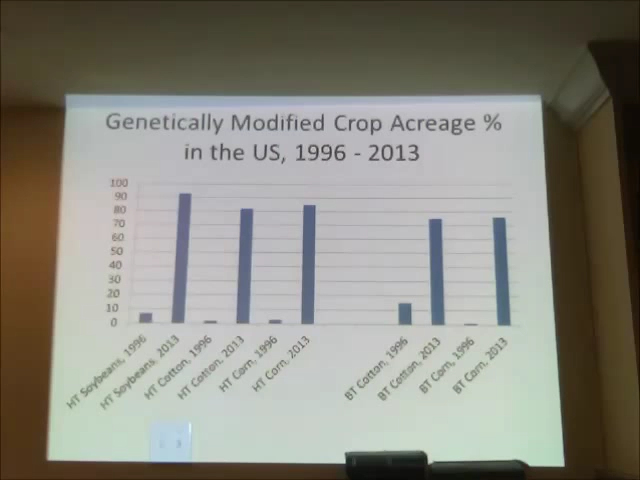 Genetically Modified Crop Acreage %
in the US, 1996 - 2013
100
90
80
70
60
50
40
30
20
10
0
HT Soybeans, 1996
HT Soybeans, 2013
HT Cotton, 1996
HT Cotton, 2013
HT Corn, 1996
HT Corn, 2013
BT Cotton, 1996
BT Cotton, 2013
BT Corn, 1996
BT Corn, 2013